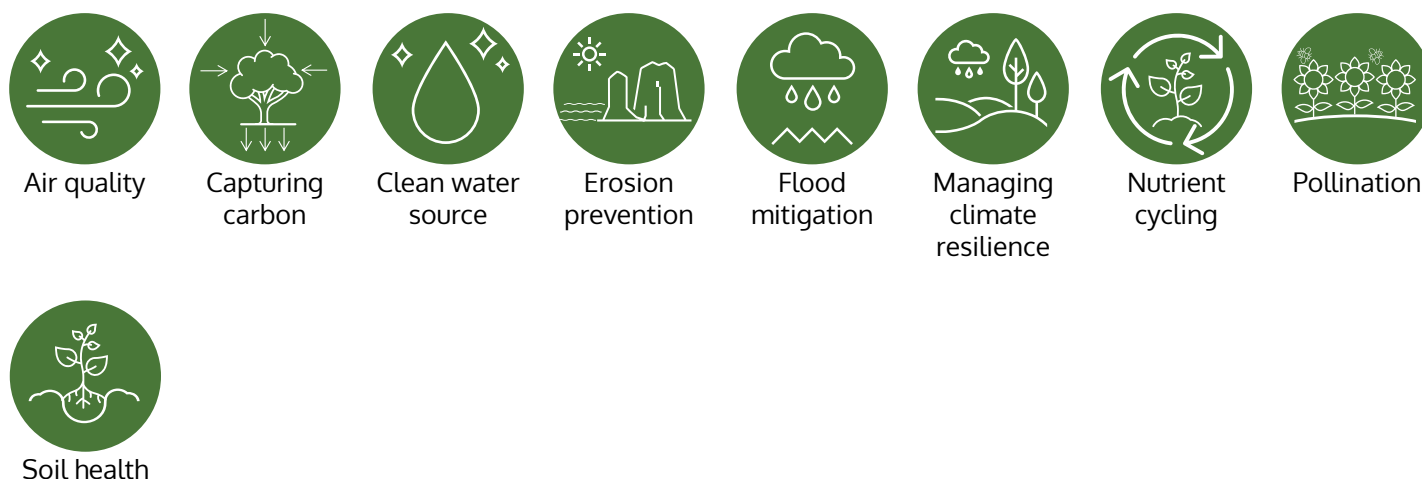 Air quality
Capturing
carbon
Clean water
source
Erosion
prevention
Flood
mitigation
Managing
climate
resilience
Nutrient
cycling
Pollination
Soil health